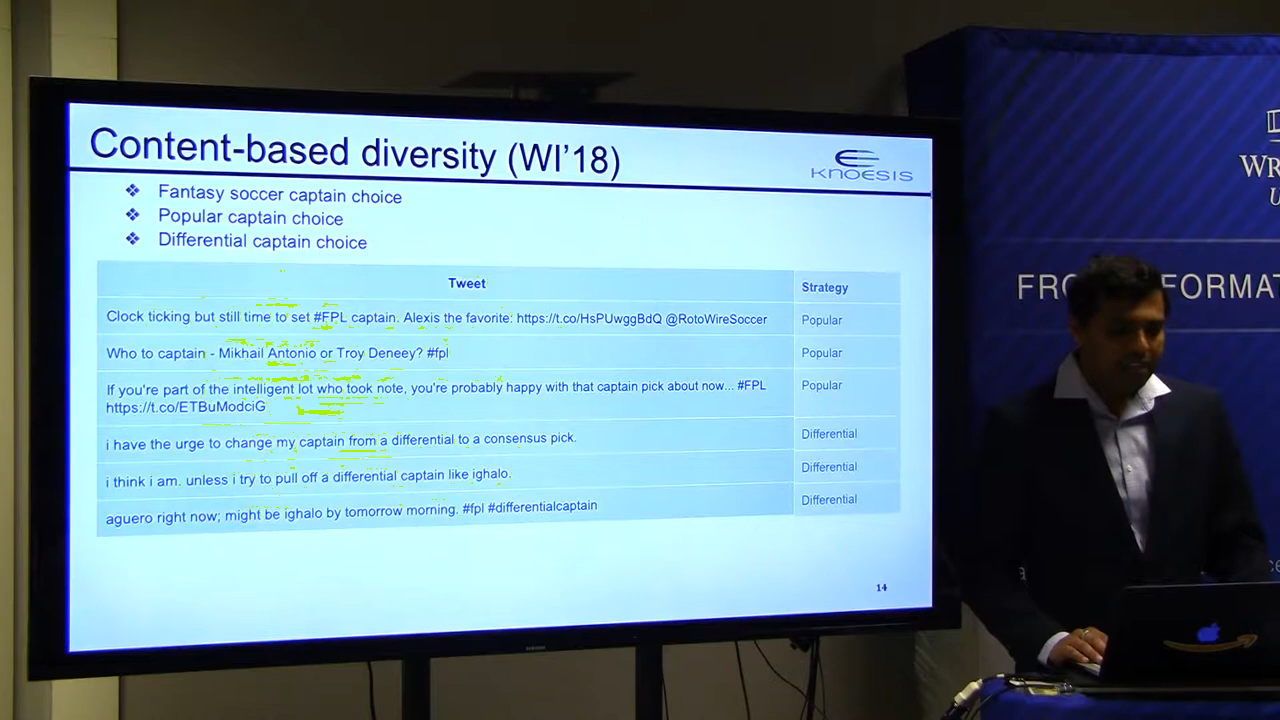 Content-based diversity (WI'18)
KNOESIS
❖ Fantasy soccer captain choice
❖ Popular captain choice
❖ Differential captain choice
Tweet Strategy
Clock ticking but still time to set #FPL captain. Alexis the favorite: https://t.co/HsPUwggBdQ @RotoWireSoccer Popular
Who to captain - Mikhail Antonio or Troy Deneey? #fpl Popular
If you're part of the intelligent lot who took note, you're probably happy with that captain pick about now... #FPL Popular
https://t.co/ETBuModciG
i have the urge to change my captain from a differential to a consensus pick. Differential
i think i am. unless i try to pull off a differential captain like ighalo. Differential
aguero right now; might be ighalo by tomorrow morning. #fpl #differentialcaptain Differential
14
SAMSUNG
WR
U
FRO FORMAT